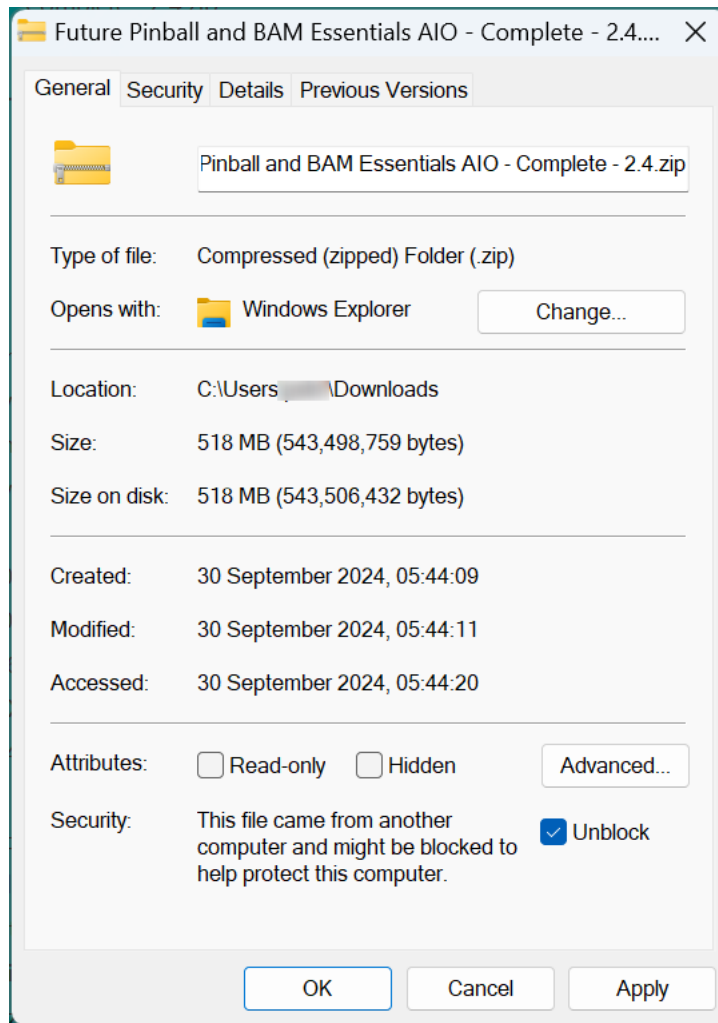 Future Pinball and BAM Essentials AIO - Complete - 2.4....
General Security Details Previous Versions
Pinball and BAM Essentials AIO - Complete - 2.4.zip
Type of file: Compressed (zipped) Folder (.zip)
Opens with: Windows Explorer Change...
Location: C:\Users \Downloads
Size: 518 MB (543,498,759 bytes)
Size on disk: 518 MB (543,506,432 bytes)
Created: 30 September 2024, 05:44:09
Modified: 30 September 2024, 05:44:11
Accessed: 30 September 2024, 05:44:20
Attributes: Read-only Hidden Advanced...
Security: This file came from another
computer and might be blocked to
help protect this computer.
Unblock
OK Cancel Apply